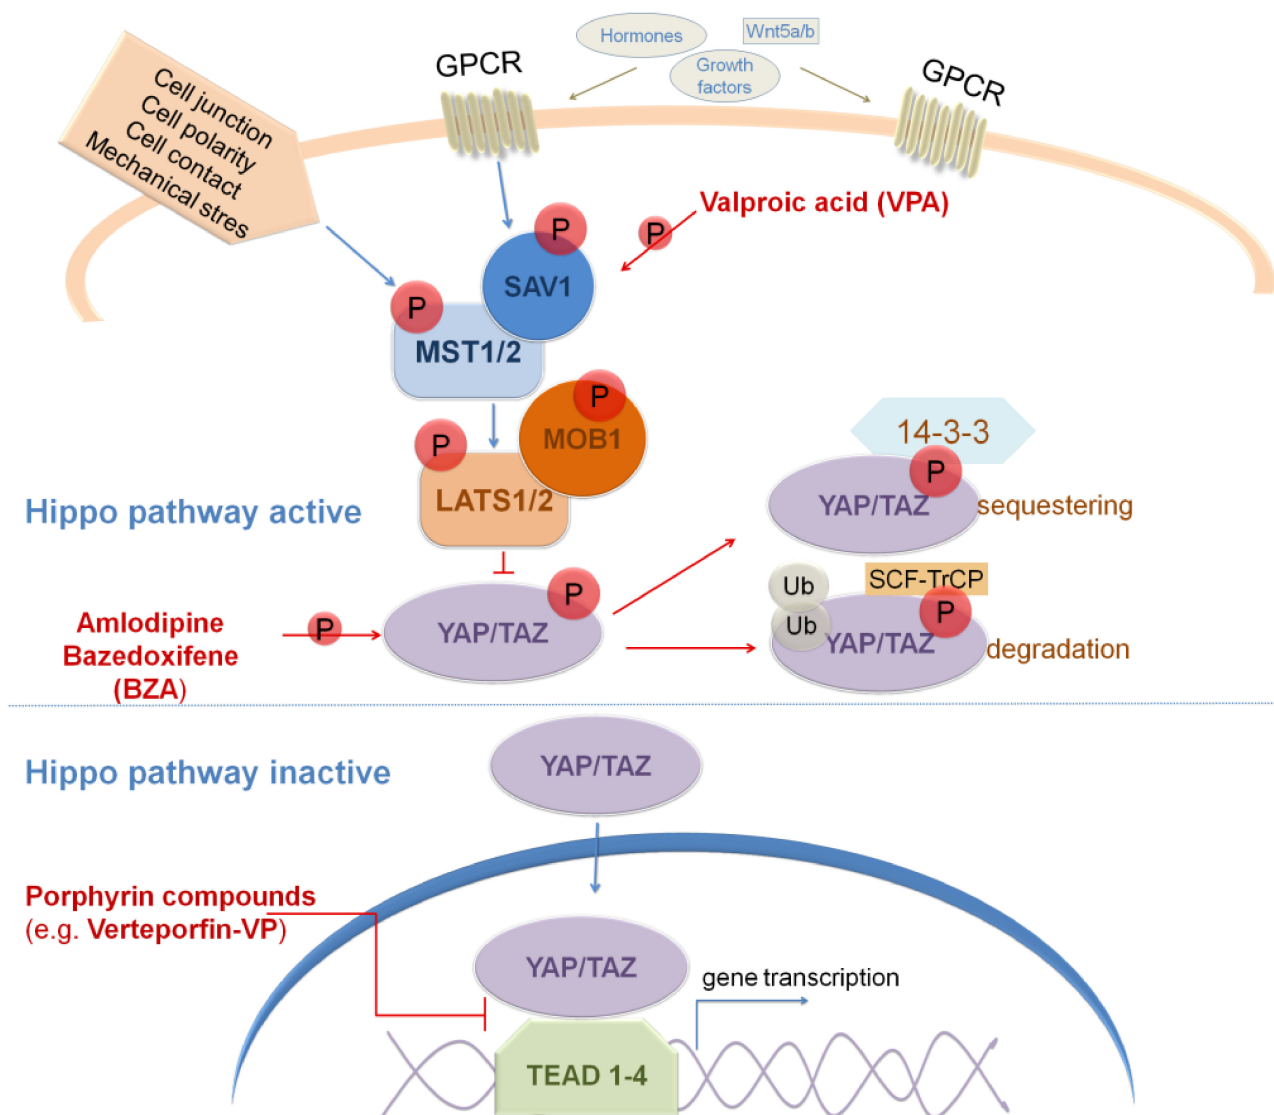 Hormones
Wnt5a/b
Growth
factors
GPCR
GPCR
Cell junction
Cell polarity
Cell contact
Mechanical stres
Valproic acid (VPA)
P
P
SAV1
P
MST1/2
P
MOB1
P
LATS1/2
14-3-3
P
YAP/TAZ
sequestering
Hippo pathway active
SCF-TrCP
Ub
P
Ub
YAP/TAZ
degradation
P
YAP/TAZ
P
Amlodipine
Bazedoxifene
(BZA)
YAP/TAZ
Hippo pathway inactive
Porphyrin compounds
(e.g. Verteporfin-VP)
YAP/TAZ
gene transcription
TEAD 1-4